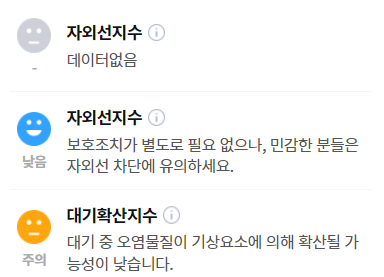 자외선지수
-
데이터없음
자외선지수
낮음
보호조치가 별도로 필요 없으나, 민감한 분들은
자외선 차단에 유의하세요.
대기확산지수
주의
대기 중 오염물질이 기상요소에 의해 확산될 가
능성이 낮습니다.